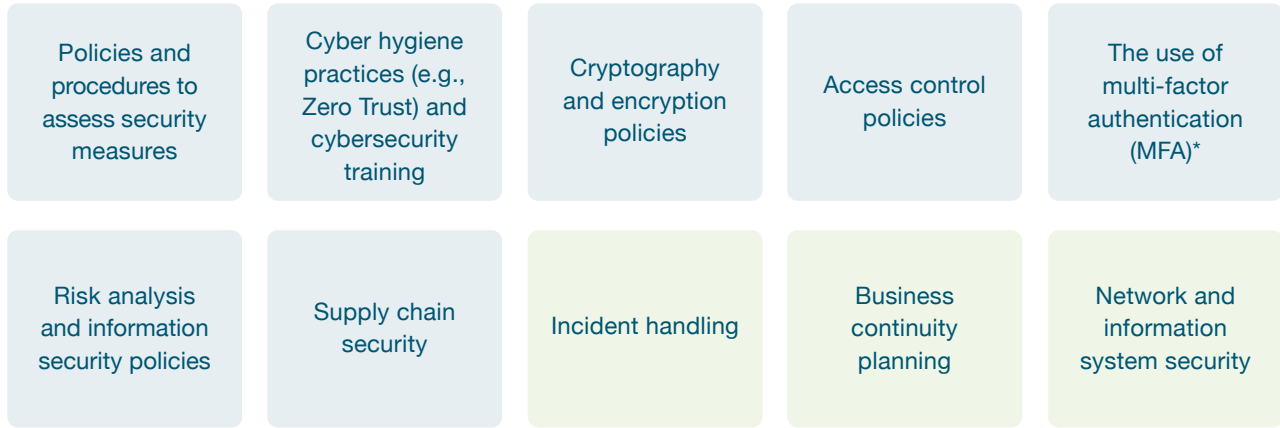 Policies and
procedures to
assess security
measures
Cyber hygiene
practices (e.g.,
Zero Trust) and
cybersecurity
training
Cryptography
and encryption
policies
Access control
policies
The use of
multi-factor
authentication
(MFA)*
Risk analysis
and information
security policies
Supply chain
security
Incident handling
Business
continuity
planning
Network and
information
system security